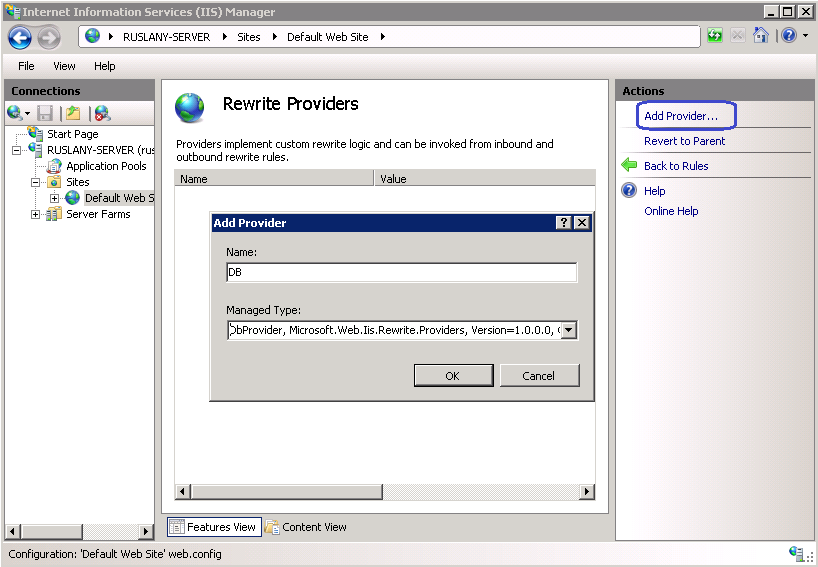 Internet Information Services (IIS) Manager
RUSLANY-SERVER Sites Default Web Site
File View Help
Connections
Start Page
RUSLANY-SERVER (rus
Application Pools
Sites
Default Web S
Server Farms
Rewrite Providers
Providers implement custom rewrite logic and can be invoked from inbound and
outbound rewrite rules.
Name Value
Add Provider
Name:
DB
Managed Type:
DbProvider, Microsoft.Web.Iis.Rewrite.Providers, Version=1.0.0.0, C
OK Cancel
Features View Content View
Actions
Add Provider...
Revert to Parent
Back to Rules
Help
Online Help
Configuration: 'Default Web Site' web.config